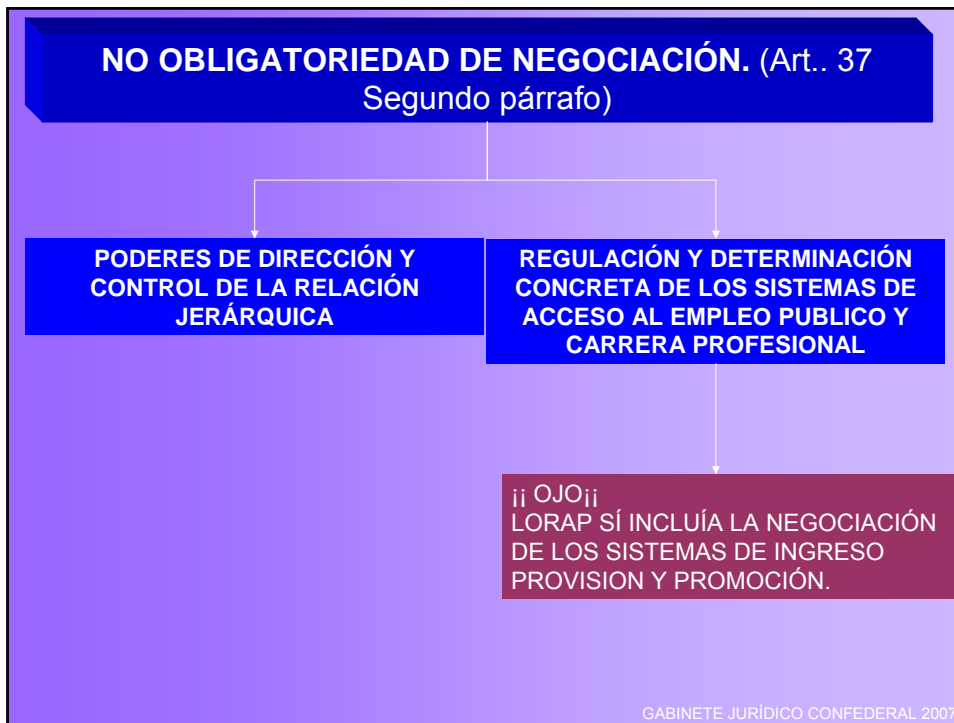 NO OBLIGATORIEDAD DE NEGOCIACIÓN. (Art.. 37
Segundo párrafo)
PODERES DE DIRECCIÓN Y
CONTROL DE LA RELACIÓN
JERÁRQUICA
REGULACIÓN Y DETERMINACIÓN
CONCRETA DE LOS SISTEMAS DE
ACCESO AL EMPLEO PUBLICO Y
CARRERA PROFESIONAL
¡¡ OJO¡¡
LORAP SÍ INCLUÍA LA NEGOCIACIÓN
DE LOS SISTEMAS DE INGRESO
PROVISION Y PROMOCIÓN.
GABINETE JURÍDICO CONFEDERAL 2007